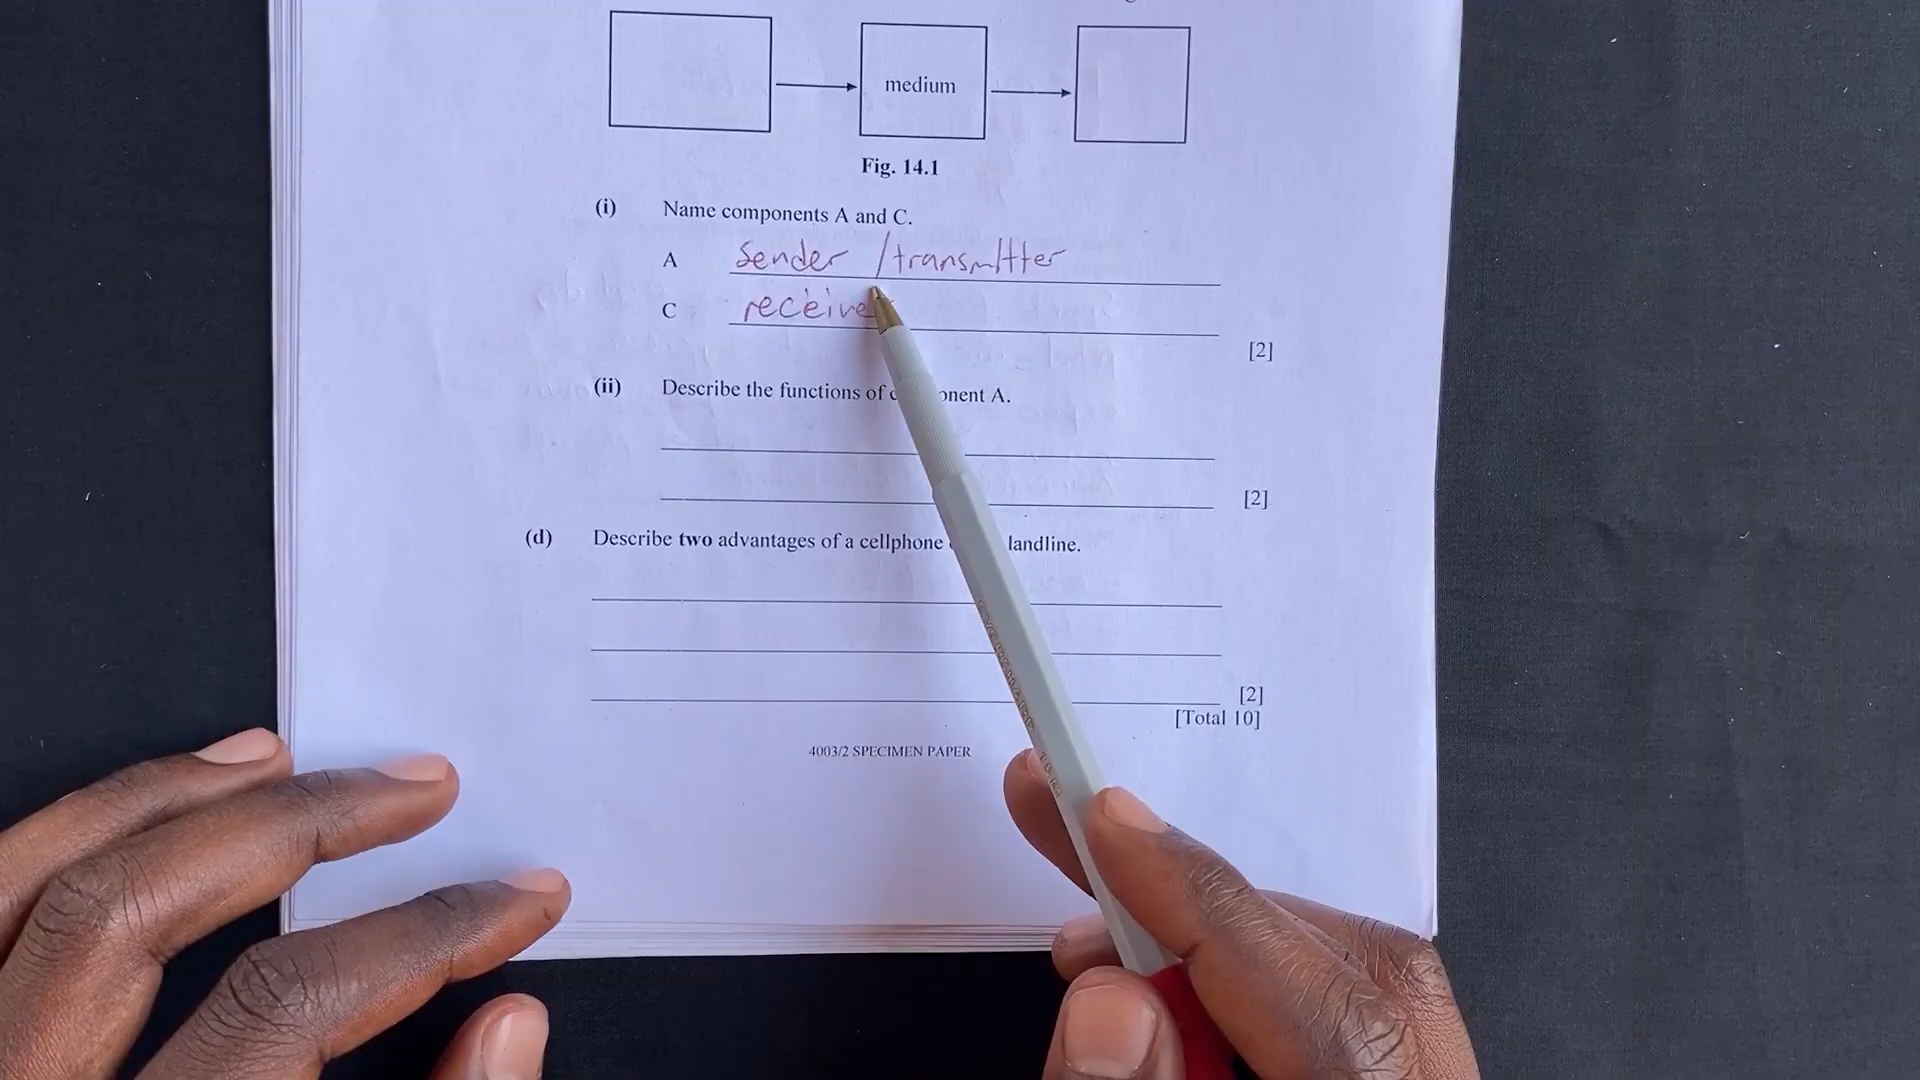 medium
Fig. 14.1
(i) Name components A and C.
A sender / transmitter
C receive
(ii) Describe the functions of onent A.
[2]
[2]
(d) Describe two advantages of a cellphone landline.
[2]
[Total 10]
4003/2 SPECIMEN PAPER